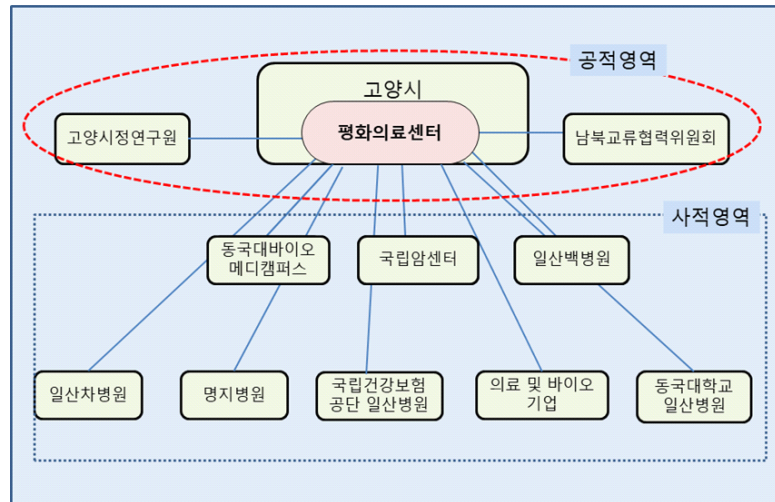 공적영역
고양시
평화의료센터
고양시정연구원
남북교류협력위원회
사적영역
동국대바이오
메디캠퍼스
국립암센터
일산백병원
일산차병원
명지병원
국립건강보험
공단 일산병원
의료 및 바이오
기업
동국대학교
일산병원